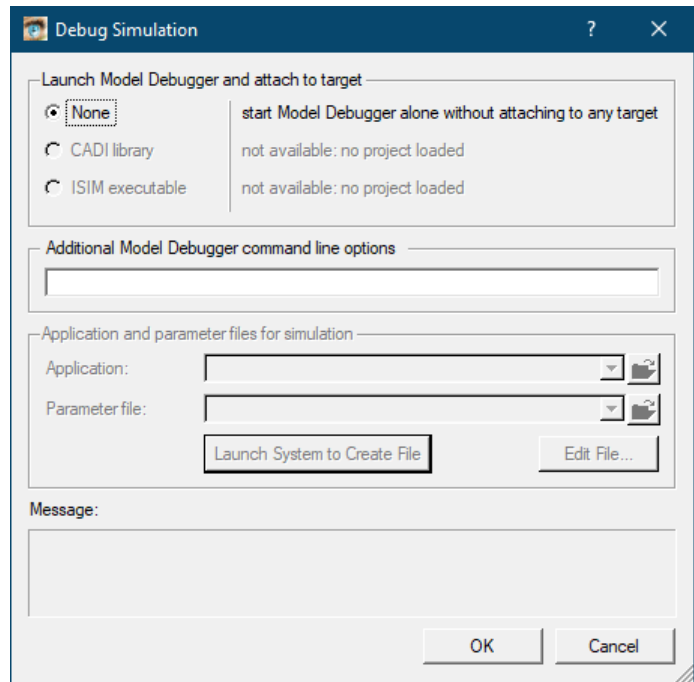 Debug Simulation
Launch Model Debugger and attach to target
None start Model Debugger alone without attaching to any target
CADI library not available: no project loaded
ISIM executable not available: no project loaded
Additional Model Debugger command line options
Application and parameter files for simulation
Application:
Parameter file:
Launch System to Create File Edit File...
Message:
OK Cancel